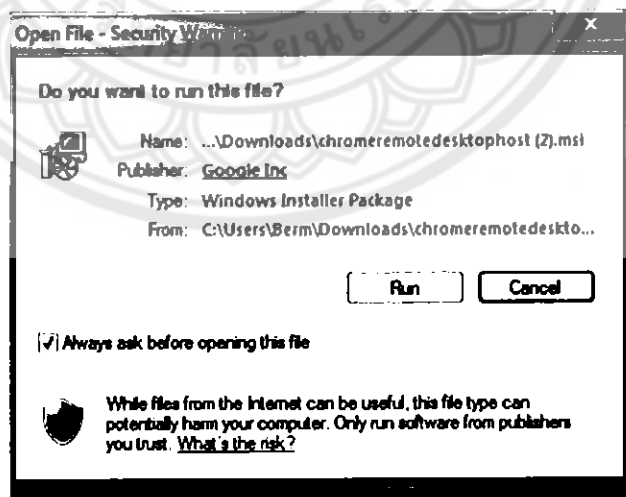 Open File - Security Warning
Do you want to run this file?
Name: ...\Downloads\chromeremotedesktophost (2).msi
Publisher: Google Inc
Type: Windows Installer Package
From: C:\Users\Berm\Downloads\chromeremotedeskto...
Run Cancel
Always ask before opening this file
While files from the Internet can be useful, this file type can
potentially harm your computer. Only run software from publishers
you trust. What's the risk?